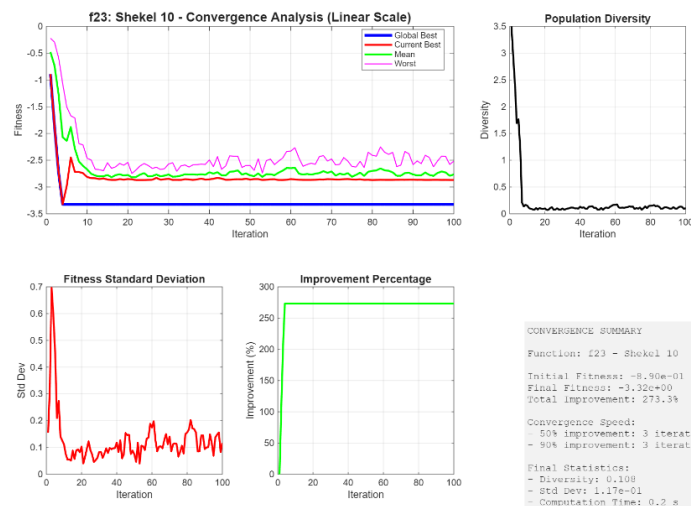 f23: Shekel 10 - Convergence Analysis (Linear Scale)
0
-0.5
-1
-1.5
-2
-2.5
-3
-3.5
Fitness
0 10 20 30 40 50 60 70 80 90 100
Iteration
Global Best
Current Best
Mean
Worst
Population Diversity
3.5
3
2.5
2
1.5
1
0.5
0
Diversity
0 20 40 60 80 100
Iteration
Fitness Standard Deviation
0.7
0.6
0.5
0.4
0.3
0.2
0.1
0
Std Dev
0 20 40 60 80 100
Iteration
Improvement Percentage
300
250
200
150
100
50
0
Improvement (%)
0 20 40 60 80 100
Iteration
CONVERGENCE SUMMARY
Function: f23 - Shekel 10
Initial Fitness: -8.90e-01
Final Fitness: -3.32e+00
Total Improvement: 273.3%
Convergence Speed:
- 50% improvement: 3 iterat
- 90% improvement: 3 iterat
Final Statistics:
- Diversity: 0.108
- Std Dev: 1.17e-01
- Computation Time: 0.2 s